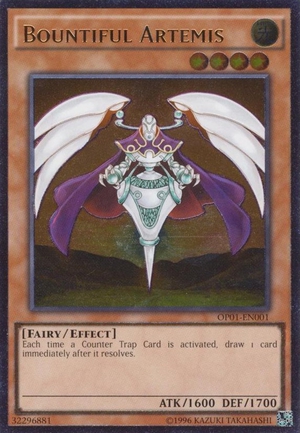 BOUNTIFUL ARTEMIS
OP01-EN001
[FAIRY/EFFECT]
Each time a Counter Trap Card is activated, draw 1 card
immediately after it resolves.
ATK/1600 DEF/1700
32296881
©1996 KAZUKI TAKAHASHI